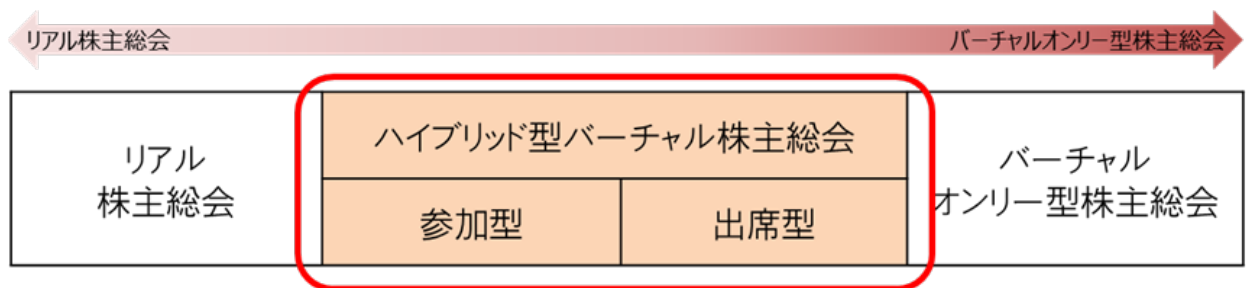 リアル株主総会
バーチャルオンリー型株主総会
リアル
株主総会
ハイブリッド型バーチャル株主総会
参加型
出席型
バーチャル
オンリー型株主総会